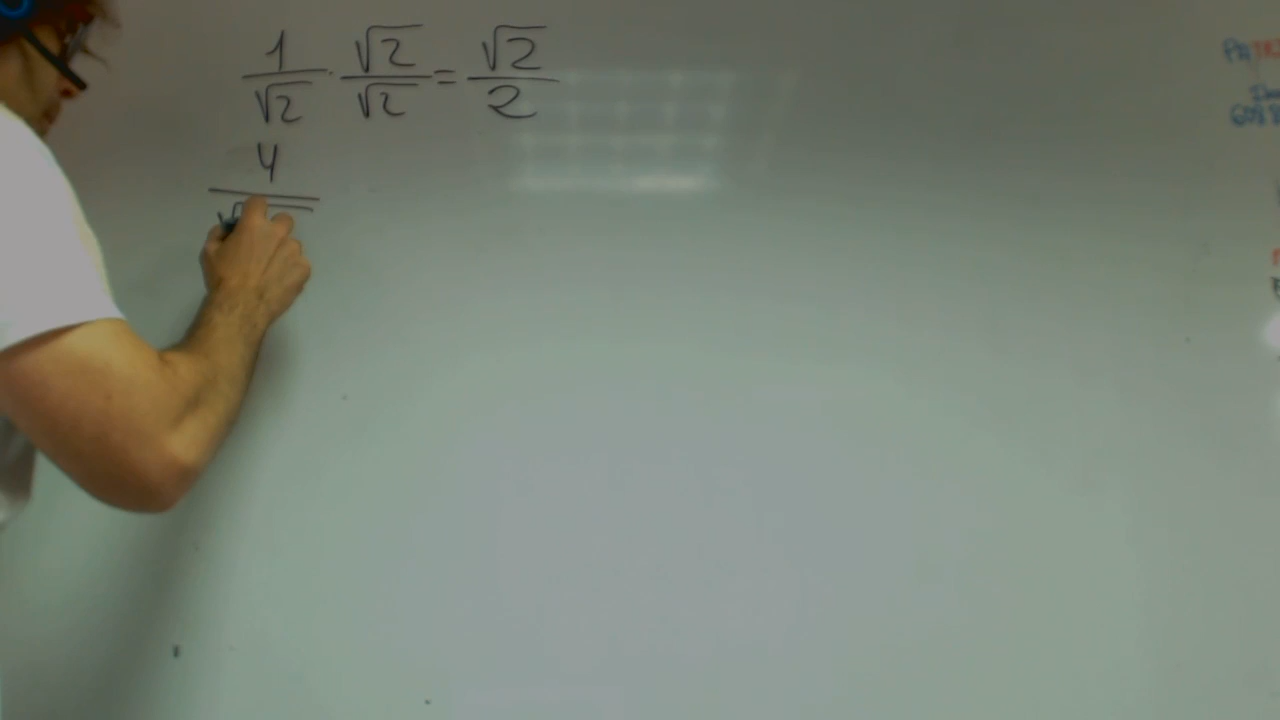 1/√2 · √2/√2 = √2/2
4/√